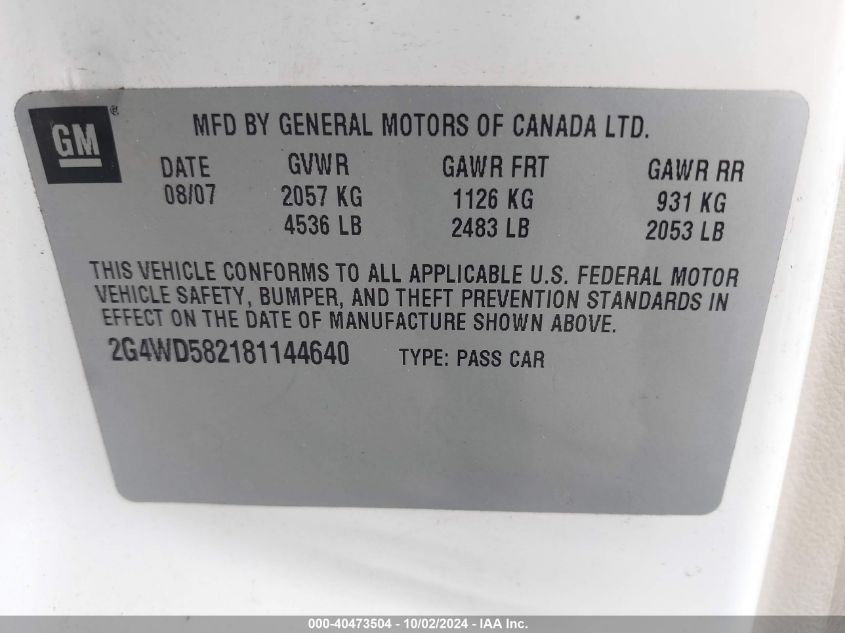 GM ®
MFD BY GENERAL MOTORS OF CANADA LTD.
DATE GVWR GAWR FRT GAWR RR
08/07 2057 KG 1126 KG 931 KG
4536 LB 2483 LB 2053 LB
THIS VEHICLE CONFORMS TO ALL APPLICABLE U.S. FEDERAL MOTOR
VEHICLE SAFETY, BUMPER, AND THEFT PREVENTION STANDARDS IN
EFFECT ON THE DATE OF MANUFACTURE SHOWN ABOVE.
2G4WD582181144640 TYPE: PASS CAR
000-40473504 - 10/02/2024 - IAA Inc.